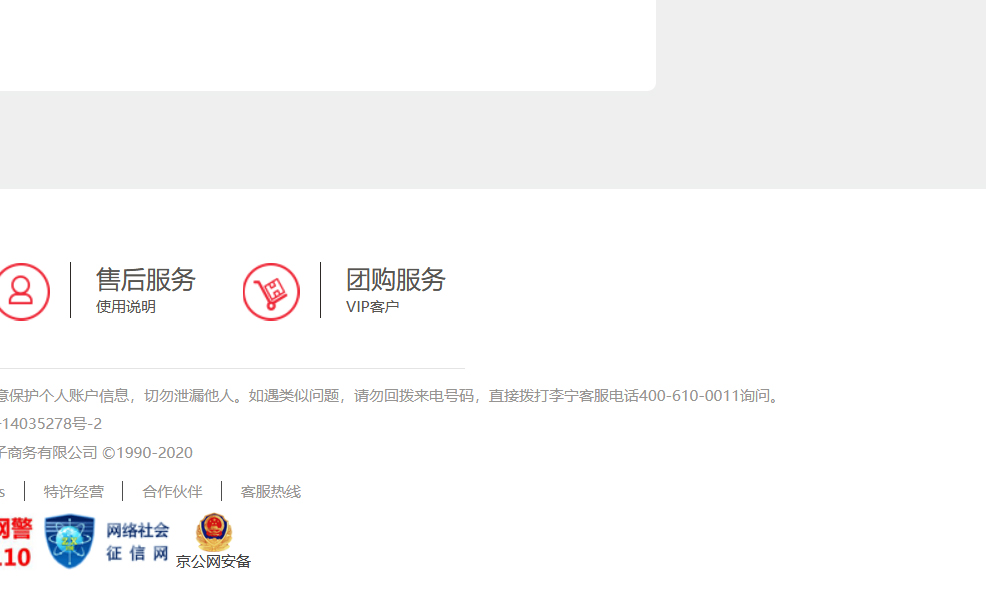 售后服务
使用说明
团购服务
VIP客户
意保护个人账户信息，切勿泄漏他人。如遇类似问题，请勿回拨来电号码，直接拨打李宁客服电话400-610-0011询问。
-14035278号-2
子商务有限公司 ©1990-2020
s
特许经营
合作伙伴
客服热线
网警
110
网络社会
征信网
京公网安备